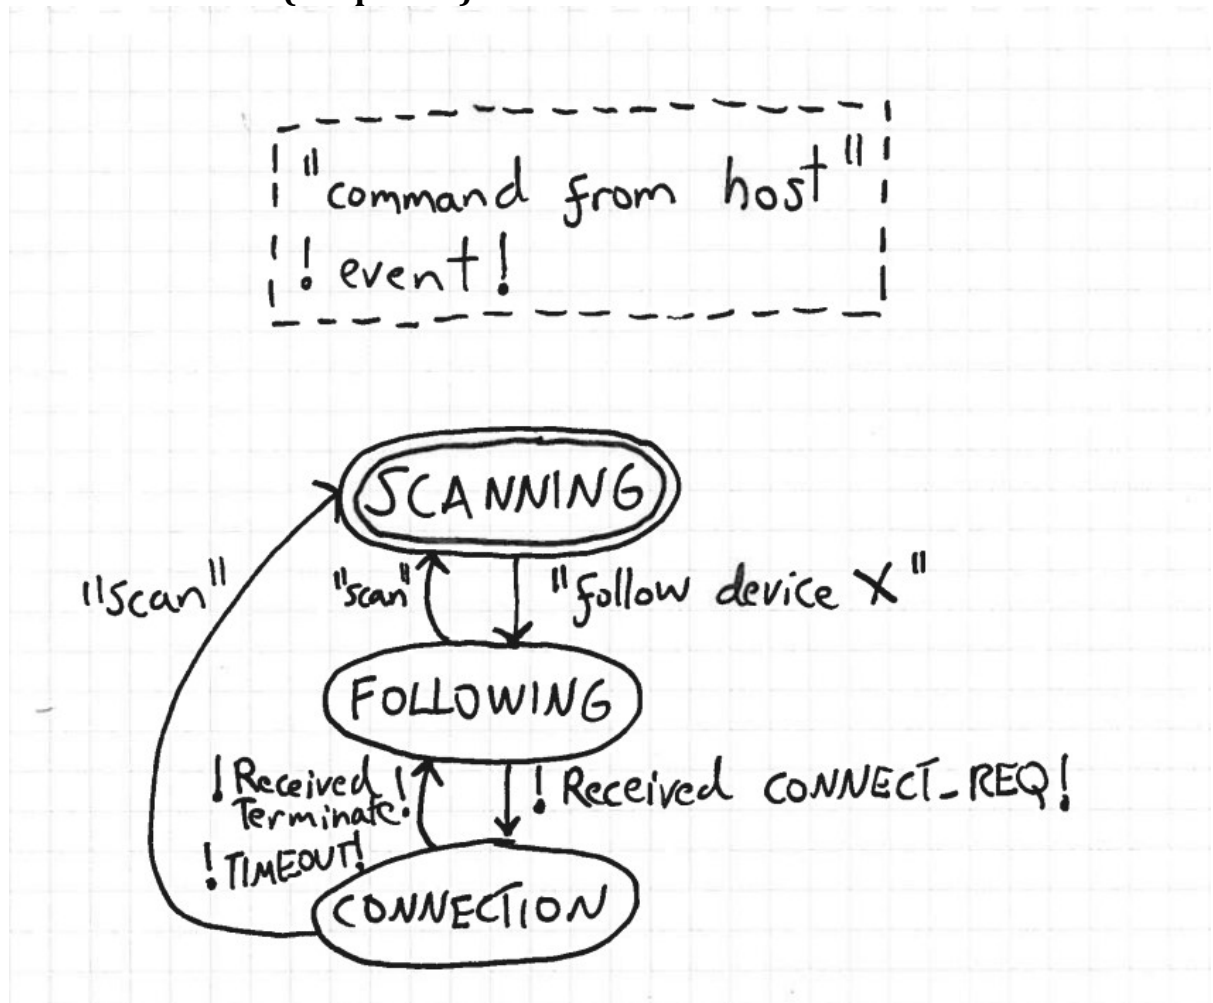 "command from host"
! event!
SCANNING
"Scan"
"scan"
"follow device X"
FOLLOWING
! Received
Terminate!
! TIMEOUT!
! Received CONNECT_REQ!
CONNECTION